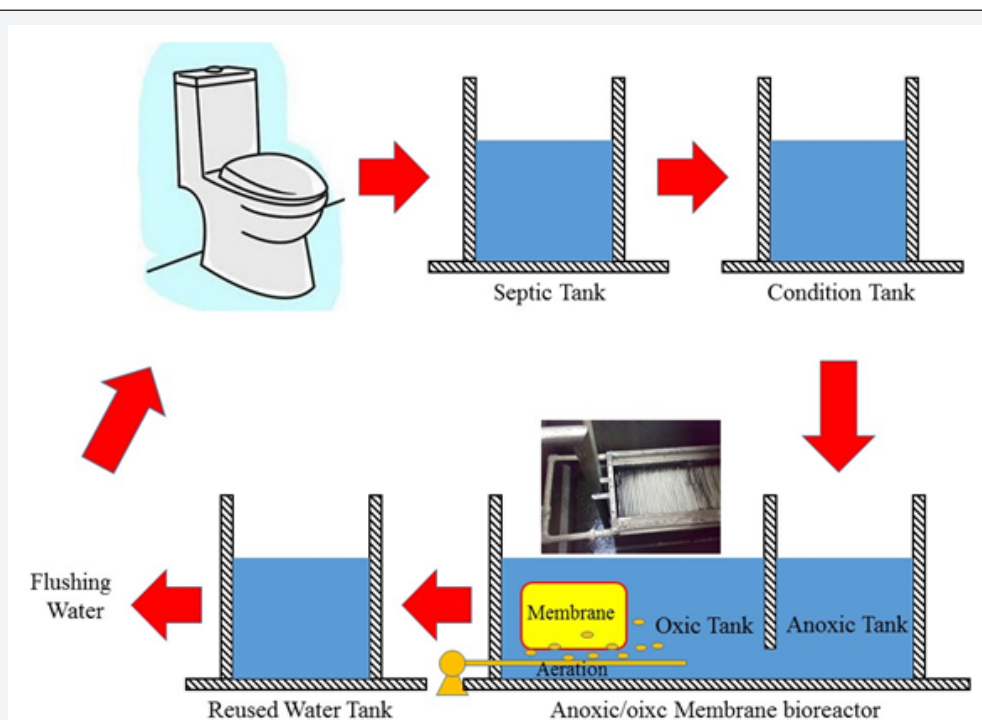 Septic Tank
Condition Tank
Flushing
Water
Membrane
Oxic Tank
Anoxic Tank
Aeration
Reused Water Tank
Anoxic/oixc Membrane bioreactor